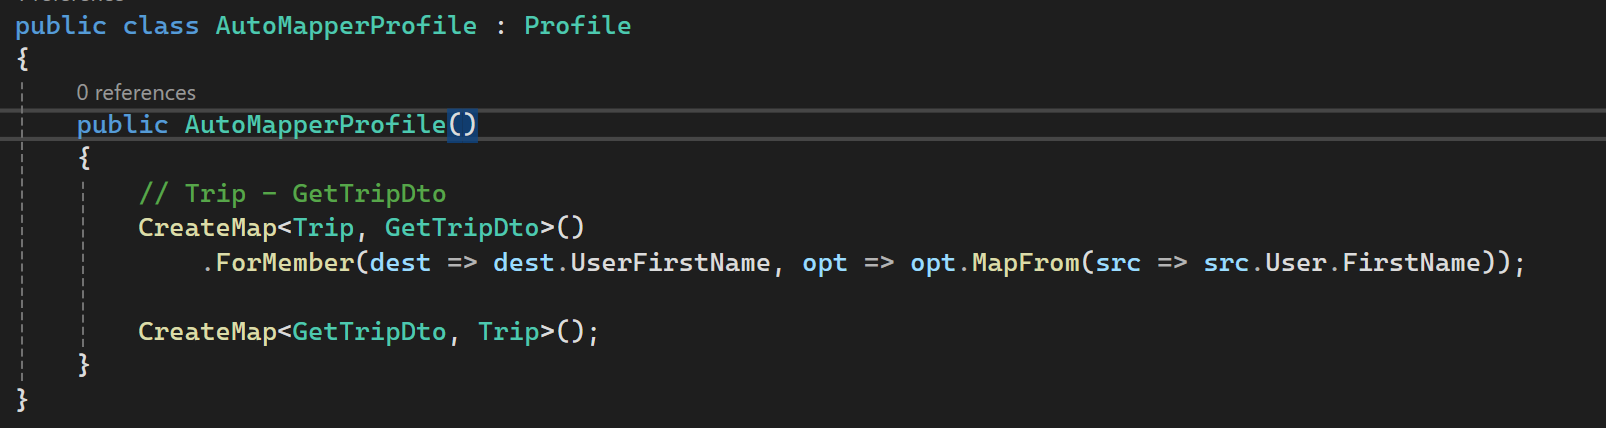 public class AutoMapperProfile : Profile
{
0 references
public AutoMapperProfile()
{
// Trip - GetTripDto
CreateMap<Trip, GetTripDto>()
.ForMember(dest => dest.UserFirstName, opt => opt.MapFrom(src => src.User.FirstName));
CreateMap<GetTripDto, Trip>();
}
}